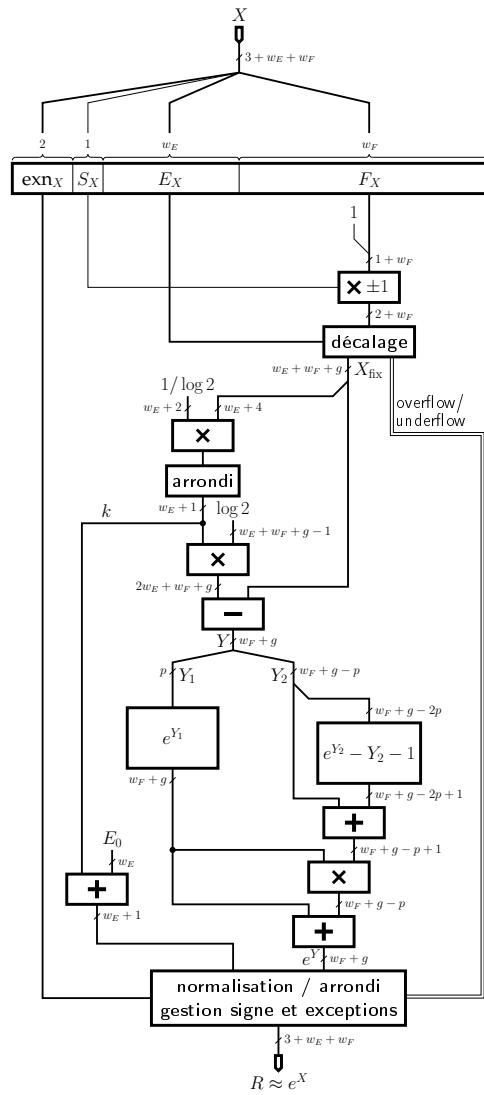 X
3 + w_E + w_F
2 1 w_E w_F
exn_X S_X E_X F_X
1
1 + w_F
× ±1
2 + w_F
décalage
w_E + w_F + g X_fix
overflow/
underflow
1/log 2
w_E + 2 w_E + 4
×
arrondi
w_E + 1
k log 2
w_E + w_F + g − 1
×
2w_E + w_F + g
−
Y w_F + g
p Y_1 Y_2 w_F + g − p
w_F + g − 2p
e^{Y_1} e^{Y_2} − Y_2 − 1
w_F + g w_F + g − 2p + 1
+
w_F + g − p + 1
E_0
w_E
×
+
w_F + g − p
w_E + 1
+
e^Y w_F + g
normalisation / arrondi
gestion signe et exceptions
3 + w_E + w_F
R ≈ e^X